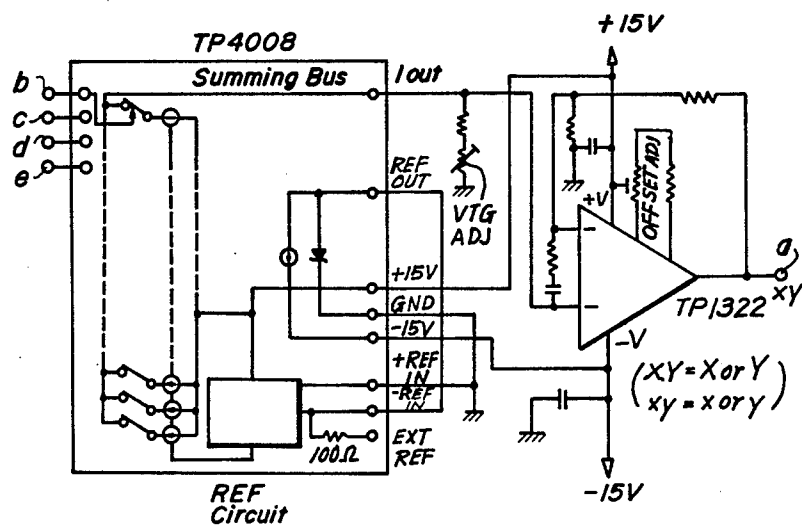 TP4008
+15V
Summing Bus
Iout
b
c
d
e
REF
OUT
VTG
ADJ
OFFSET ADJ
+V
a
xy
TP1322
-V
+15V
GND
-15V
+REF
IN
-REF
IN
EXT
REF
100Ω
(X,Y = X or Y
xy = x or y)
REF
Circuit
-15V